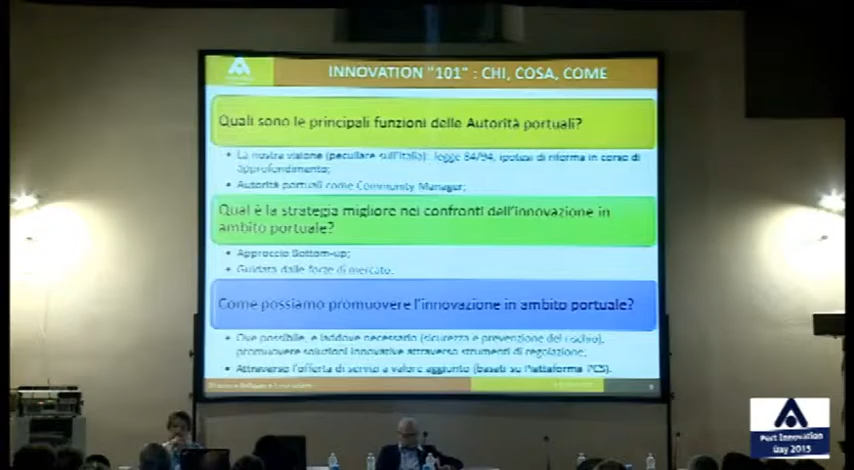 INNOVATION "101" : CHI, COSA, COME
Quali sono le principali funzioni delle Autorità portuali?
• La nostra visione (peculiare sull'Italia): legge 84/94, ipotesi di riforma in corso di
approfondimento;
• Autorità portuali come Community Manager;
Qual è la strategia migliore nei confronti dell'innovazione in
ambito portuale?
• Approccio Bottom-up;
• Guidata dalle forze di mercato.
Come possiamo promuovere l'innovazione in ambito portuale?
• Ove possibile, e laddove necessario (sicurezza e prevenzione del rischio),
promuovere soluzioni innovative attraverso strumenti di regolazione;
• Attraverso l'offerta di servizi a valore aggiunto (basati su Piattaforma PCS).
Port Innovation
Day 2015